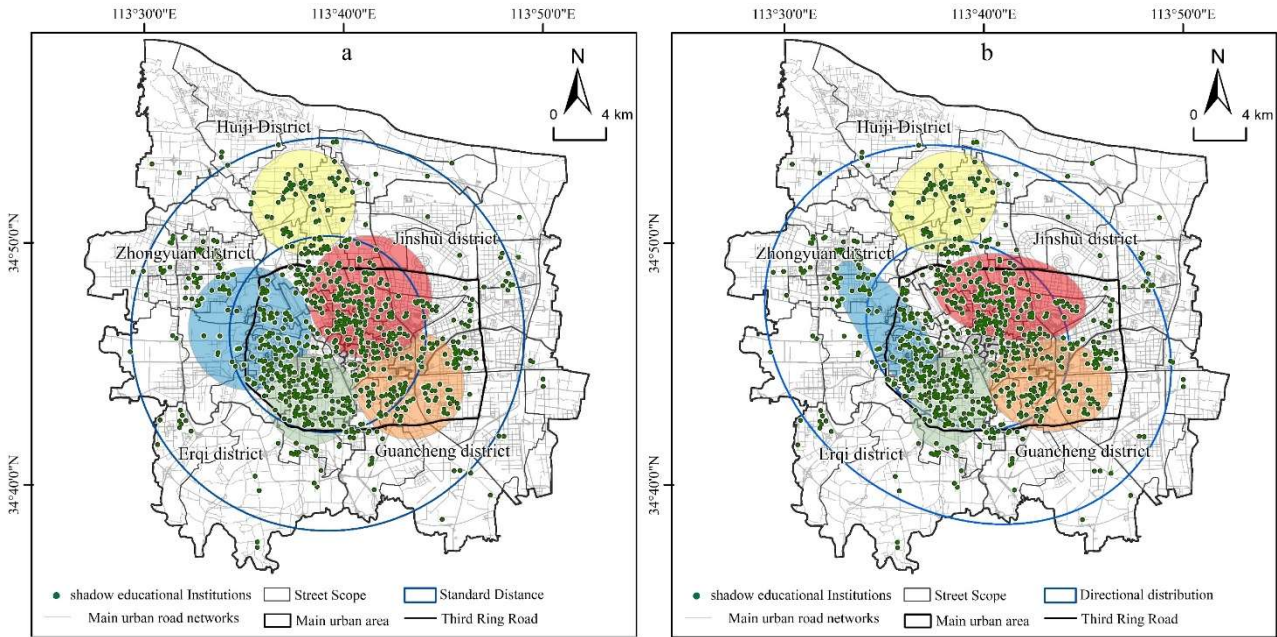 113°30'0"E 113°40'0"E 113°50'0"E
a
N
0 4 km
Huiji District
Jinshui district
Zhongyuan district
Erqi district
Guancheng district
34°50'0"N
34°40'0"N
shadow educational Institutions Street Scope Standard Distance
Main urban road networks Main urban area Third Ring Road
113°30'0"E 113°40'0"E 113°50'0"E
b
N
0 4 km
Huiji District
Jinshui district
Zhongyuan district
Erqi district
Guancheng district
34°50'0"N
34°40'0"N
shadow educational Institutions Street Scope Directional distribution
Main urban road networks Main urban area Third Ring Road